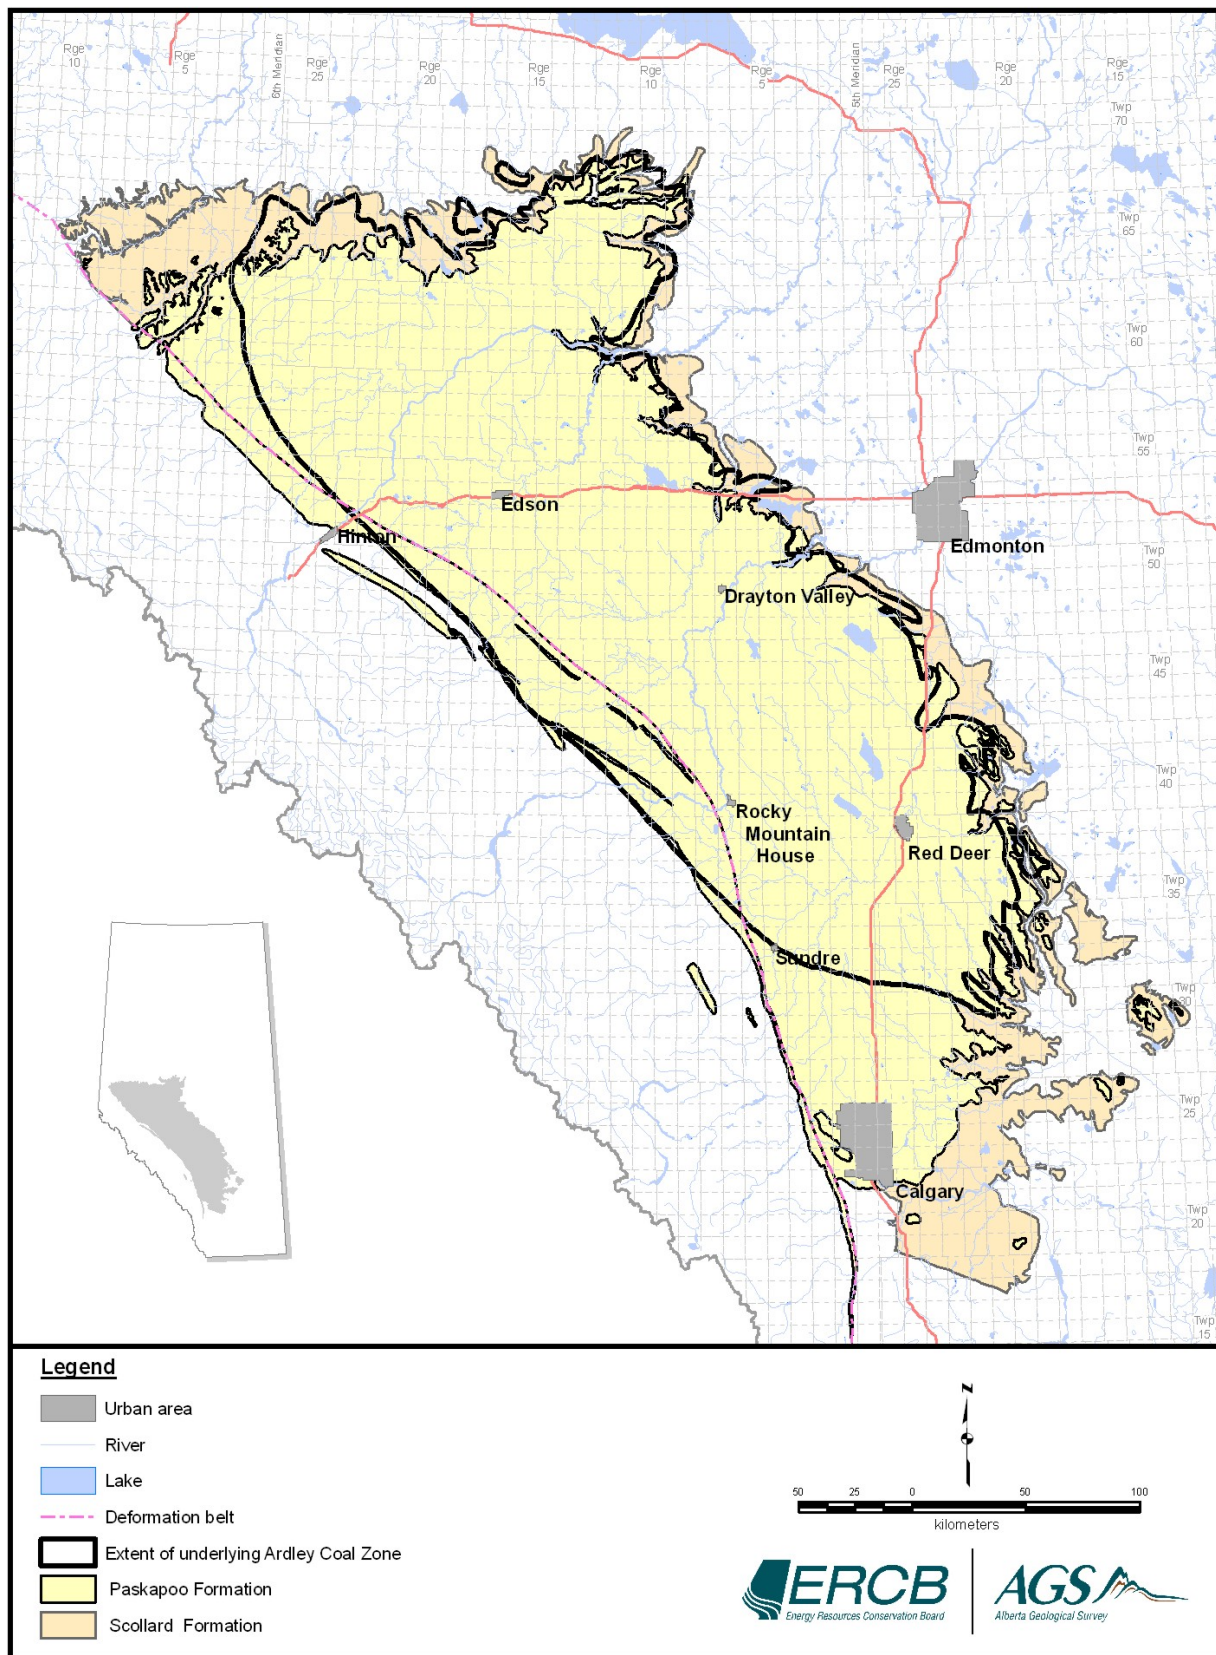 Rge
10
Rge
5
6th Meridian
Rge
25
Rge
20
Rge
15
Rge
10
Rge
5
5th Meridian
Rge
25
Rge
20
Rge
15
Twp
70
Twp
65
Twp
60
Twp
55
Edson
Hinton
Edmonton
Twp
50
Drayton Valley
Twp
45
Twp
40
Rocky
Mountain
House
Red Deer
Twp
35
Sundre
Twp
30
Twp
25
Calgary
Twp
20
Twp
15
Legend
Urban area
River
Lake
Deformation belt
Extent of underlying Ardley Coal Zone
Paskapoo Formation
Scollard Formation
N
50 25 0 50 100
kilometers
ERCB
Energy Resources Conservation Board
AGS
Alberta Geological Survey